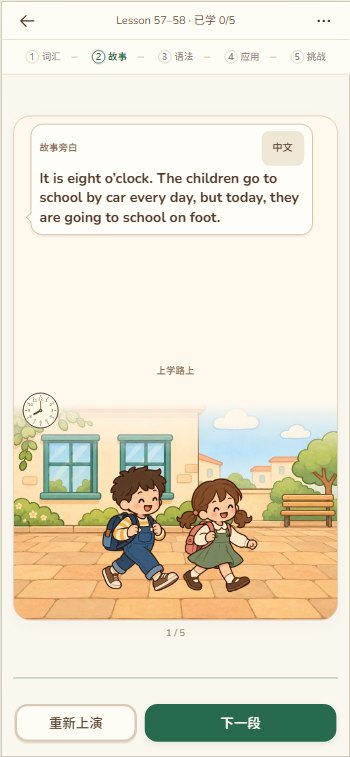 Lesson 57–58 · 已学 0/5
1 词汇 – 2 故事 – 3 语法 – 4 应用 – 5 挑战
故事旁白
中文
It is eight o’clock. The children go to
school by car every day, but today, they
are going to school on foot.
上学路上
1 / 5
重新上演
下一段